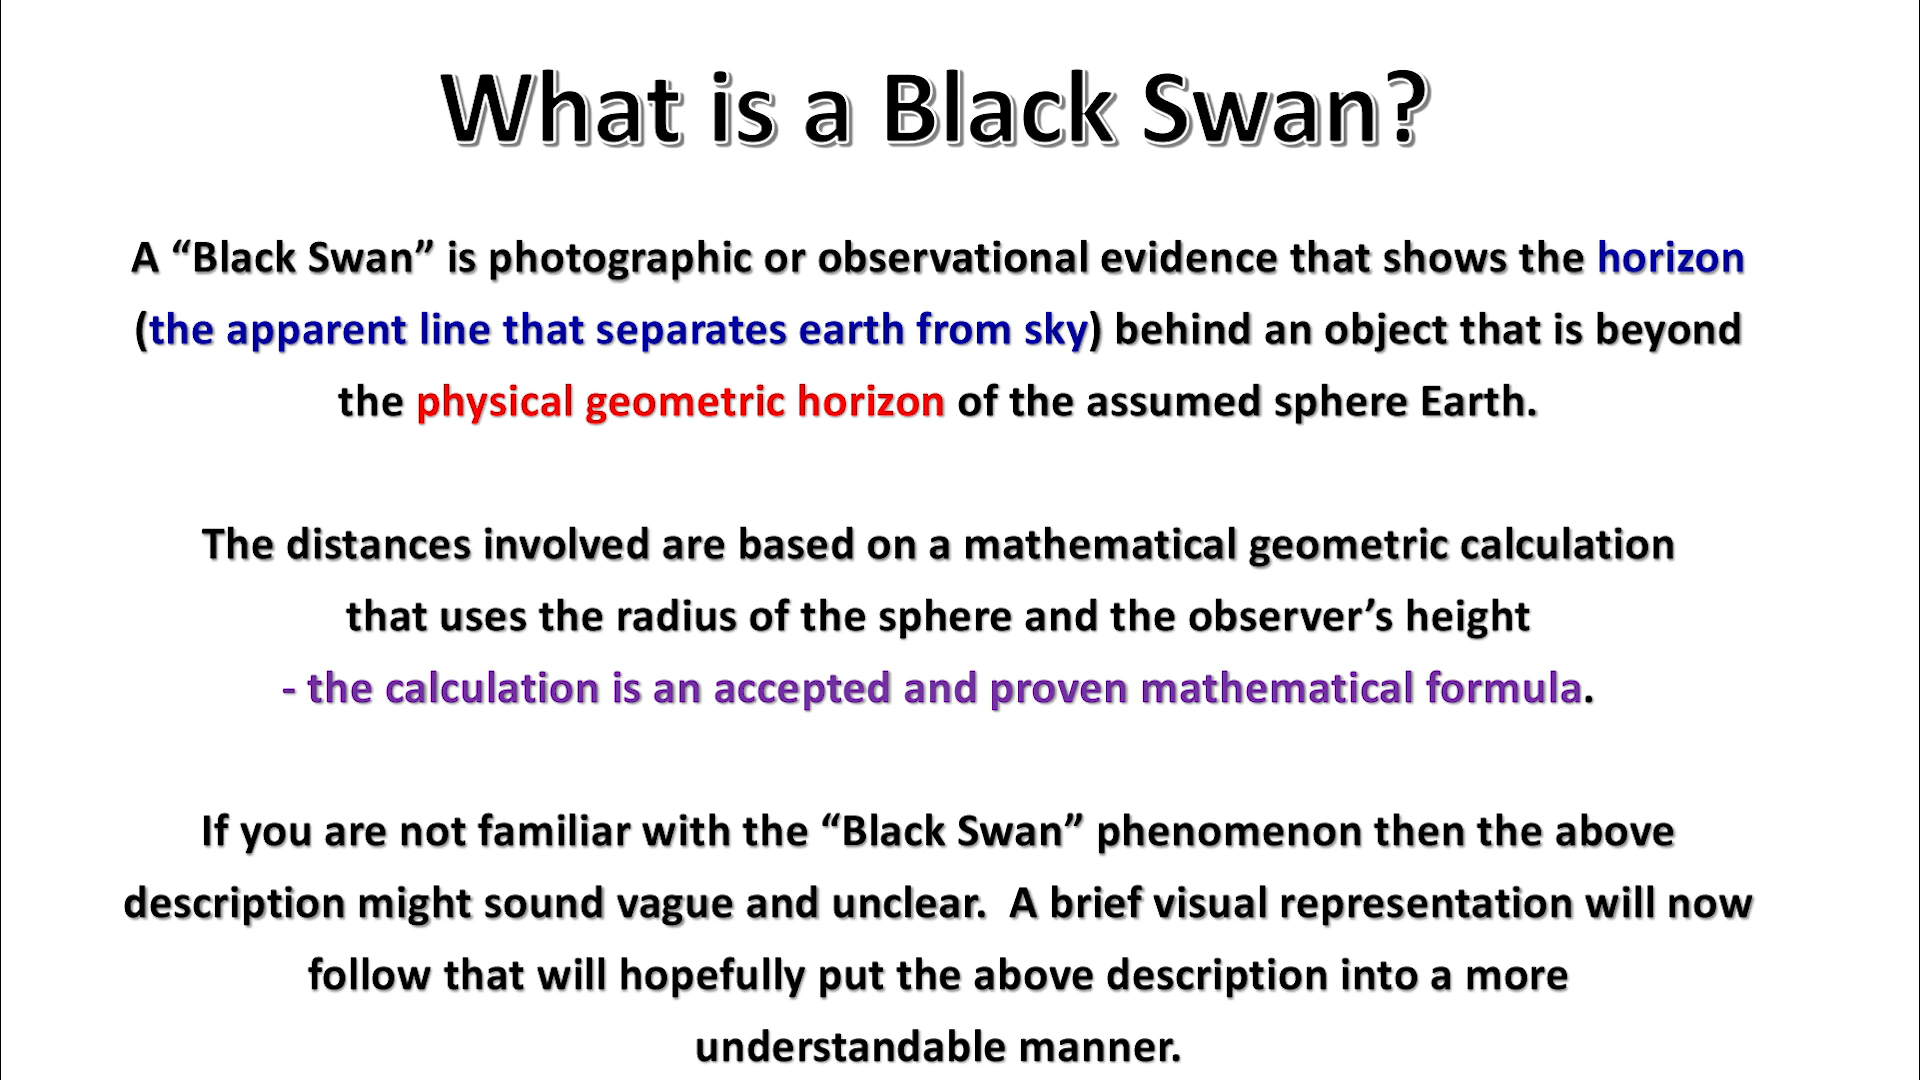 What is a Black Swan?
A “Black Swan” is photographic or observational evidence that shows the horizon
(the apparent line that separates earth from sky) behind an object that is beyond
the physical geometric horizon of the assumed sphere Earth.
The distances involved are based on a mathematical geometric calculation
that uses the radius of the sphere and the observer’s height
- the calculation is an accepted and proven mathematical formula.
If you are not familiar with the “Black Swan” phenomenon then the above
description might sound vague and unclear.  A brief visual representation will now
follow that will hopefully put the above description into a more
understandable manner.